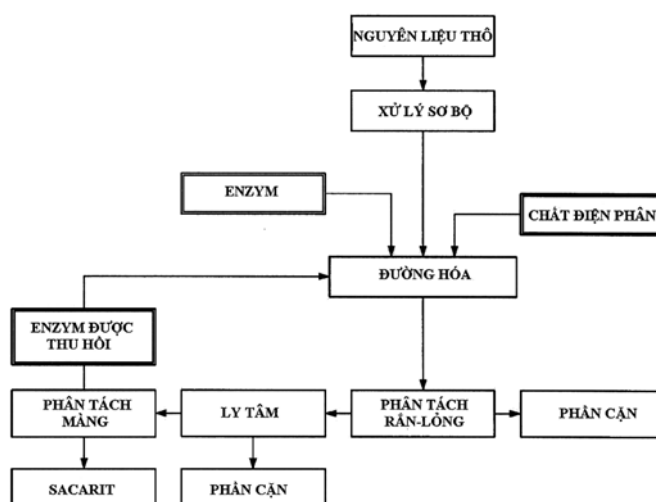 NGUYÊN LIỆU THÔ
XỬ LÝ SƠ BỘ
ENZYM
CHẤT ĐIỆN PHÂN
ĐƯỜNG HÓA
ENZYM ĐƯỢC
THU HỒI
PHÂN TÁCH
MÀNG
LY TÂM
PHÂN TÁCH
RẮN-LỎNG
PHẦN CẶN
SACARIT
PHẦN CẶN